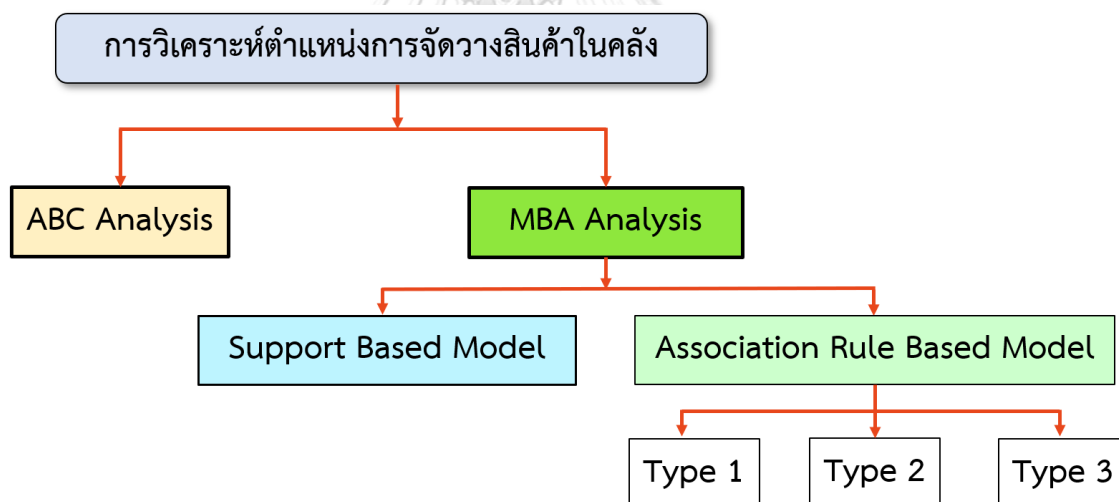 การวิเคราะห์ตำแหน่งการจัดวางสินค้าในคลัง
ABC Analysis
MBA Analysis
Support Based Model
Association Rule Based Model
Type 1
Type 2
Type 3